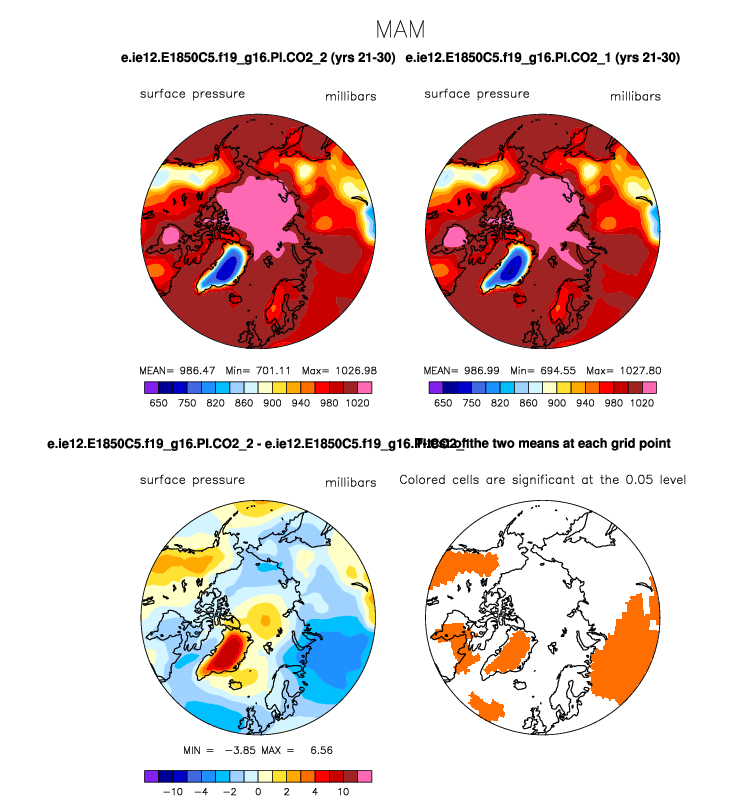 MAM
e.ie12.E1850C5.f19_g16.PI.CO2_2 (yrs 21-30) e.ie12.E1850C5.f19_g16.PI.CO2_1 (yrs 21-30)
surface pressure millibars surface pressure millibars
MEAN= 986.47 Min= 701.11 Max= 1026.98 MEAN= 986.99 Min= 694.55 Max= 1027.80
650 750 820 860 900 940 980 1020 650 750 820 860 900 940 980 1020
e.ie12.E1850C5.f19_g16.PI.CO2_2 - e.ie12.E1850C5.f19_g16.PI.CO2_ of the two means at each grid point
surface pressure millibars Colored cells are significant at the 0.05 level
MIN = -3.85 MAX = 6.56
-10 -4 -2 0 2 4 10